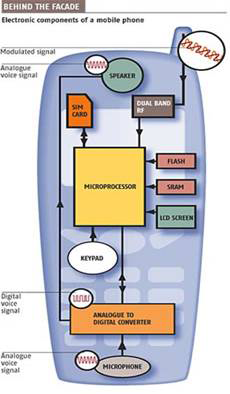 BEHIND THE FACADE
Electronic components of a mobile phone
Modulated signal
Analogue
voice signal
SPEAKER
SIM
CARD
DUAL BAND
RF
FLASH
MICROPROCESSOR
SRAM
LCD SCREEN
KEYPAD
Digital
voice
signal
ANALOGUE TO
DIGITAL CONVERTER
Analogue
voice
signal
MICROPHONE